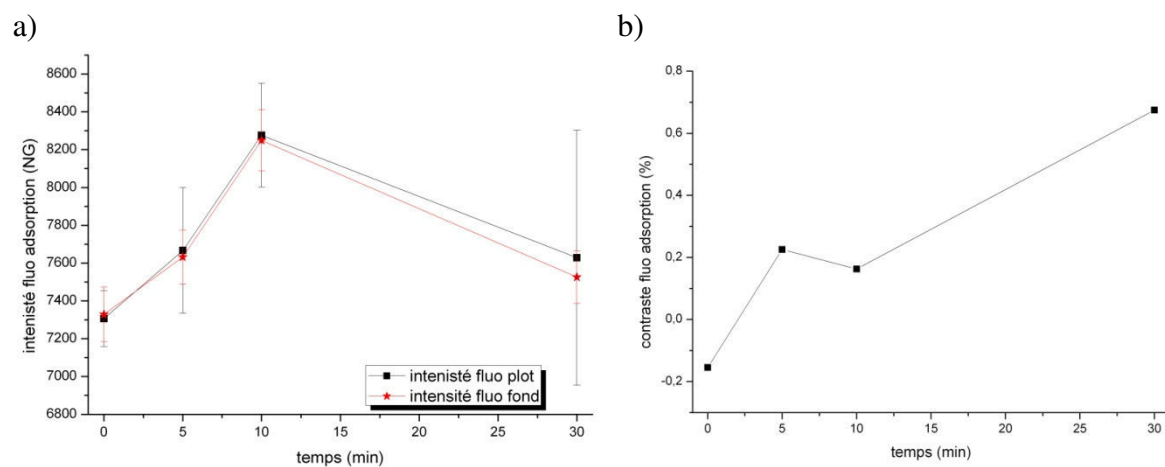 a)
8600
8400
8200
8000
7800
7600
7400
7200
7000
6800
intenisté fluo adsorption (NG)
intenisté fluo plot
intensité fluo fond
0 5 10 15 20 25 30
temps (min)
b)
0,8
0,6
0,4
0,2
0,0
-0,2
contraste fluo adsorption (%)
0 5 10 15 20 25 30
temps (min)